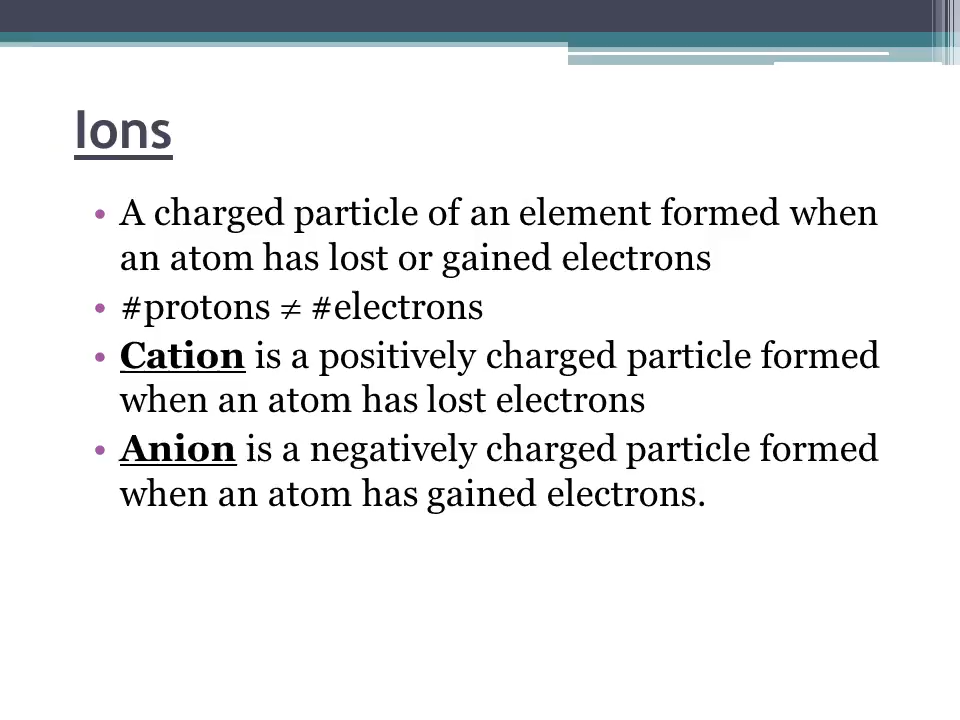 Ions
• A charged particle of an element formed when
an atom has lost or gained electrons
• #protons ≠ #electrons
• Cation is a positively charged particle formed
when an atom has lost electrons
• Anion is a negatively charged particle formed
when an atom has gained electrons.